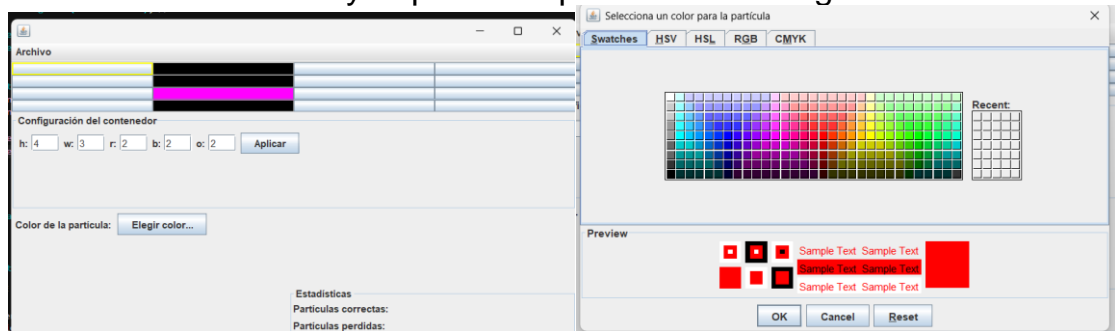 Archivo
Configuración del contenedor
h: 4 w: 3 r: 2 b: 2 o: 2 Aplicar
Color de la partícula: Elegir color...
Estadísticas
Partículas correctas:
Partículas perdidas:
Selecciona un color para la partícula
Swatches HSV HSL RGB CMYK
Recent:
Preview
Sample Text Sample Text
Sample Text Sample Text
Sample Text Sample Text
OK Cancel Reset